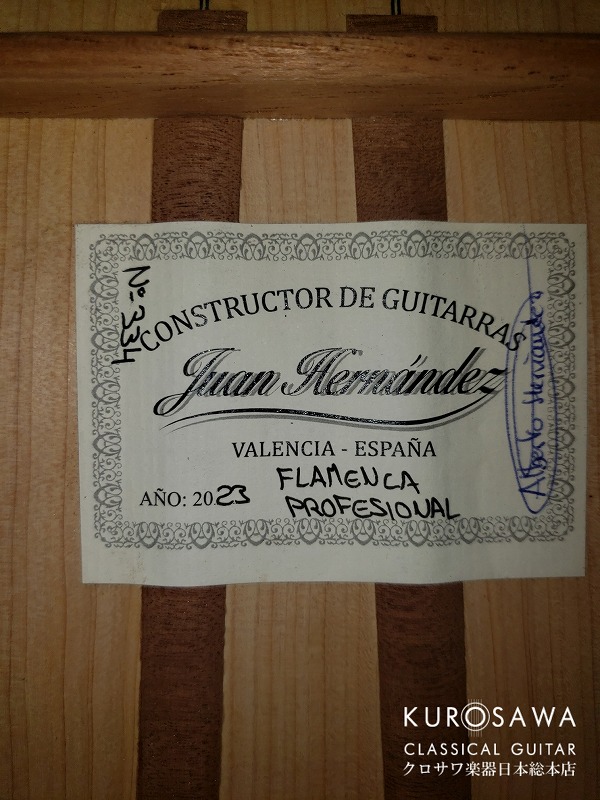 Nº: 334
CONSTRUCTOR DE GUITARRAS
Juan Hernández
VALENCIA - ESPAÑA
AÑO: 2023
FLAMENCA
PROFESIONAL
Alberto Hernández
KUROSAWA
CLASSICAL GUITAR
クロサワ楽器日本総本店